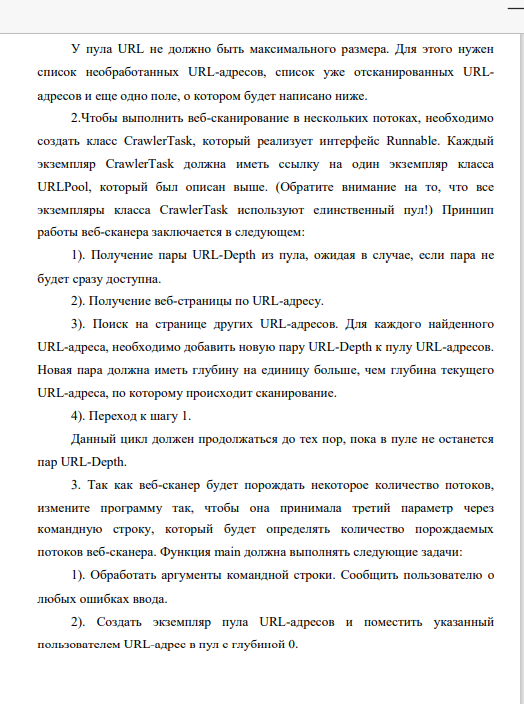 У пула URL не должно быть максимального размера. Для этого нужен
список необработанных URL-адресов, список уже отсканированных URL-
адресов и еще одно поле, о котором будет написано ниже.
2.Чтобы выполнить веб-сканирование в нескольких потоках, необходимо
создать класс CrawlerTask, который реализует интерфейс Runnable. Каждый
экземпляр CrawlerTask должна иметь ссылку на один экземпляр класса
URLPool, который был описан выше. (Обратите внимание на то, что все
экземпляры класса CrawlerTask используют единственный пул!) Принцип
работы веб-сканера заключается в следующем:
1). Получение пары URL-Depth из пула, ожидая в случае, если пара не
будет сразу доступна.
2). Получение веб-страницы по URL-адресу.
3). Поиск на странице других URL-адресов. Для каждого найденного
URL-адреса, необходимо добавить новую пару URL-Depth к пулу URL-адресов.
Новая пара должна иметь глубину на единицу больше, чем глубина текущего
URL-адреса, по которому происходит сканирование.
4). Переход к шагу 1.
Данный цикл должен продолжаться до тех пор, пока в пуле не останется
пар URL-Depth.
3. Так как веб-сканер будет порождать некоторое количество потоков,
измените программу так, чтобы она принимала третий параметр через
командную строку, который будет определять количество порождаемых
потоков веб-сканера. Функция main должна выполнять следующие задачи:
1). Обработать аргументы командной строки. Сообщить пользователю о
любых ошибках ввода.
2). Создать экземпляр пула URL-адресов и поместить указанный
пользователем URL-адрес в пул с глубиной 0.